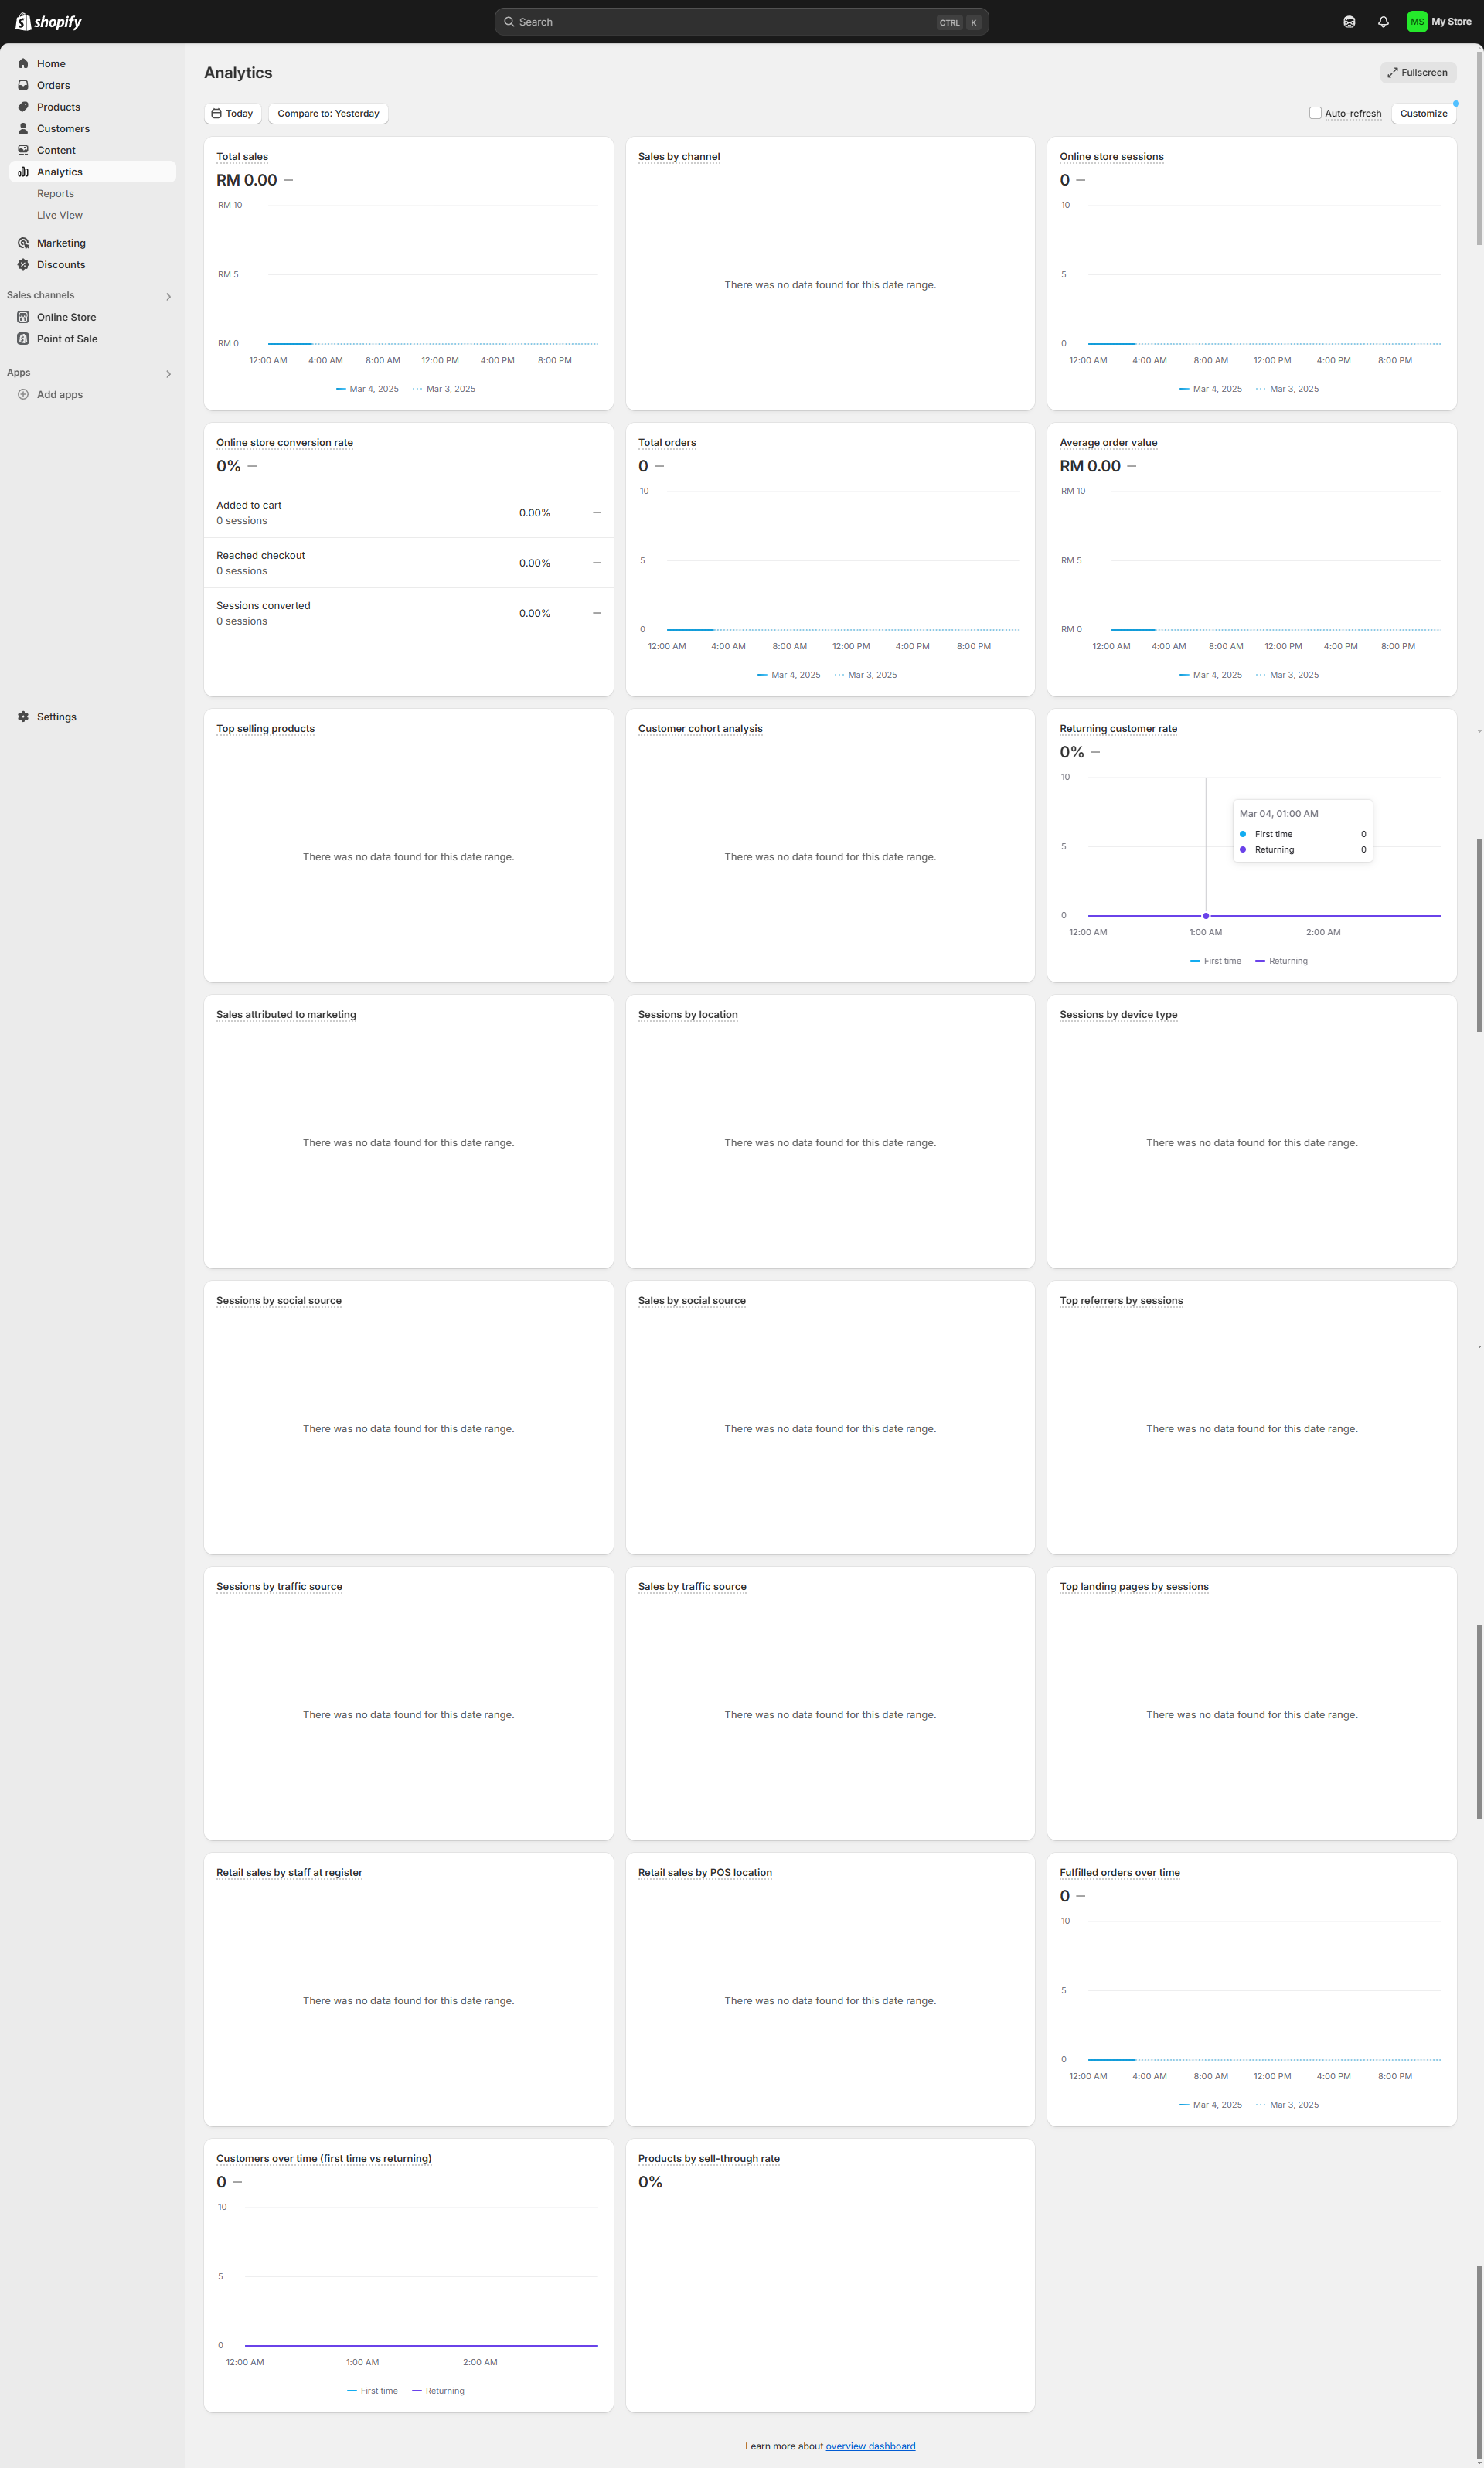 shopify
Search
CTRL K
MS My Store
Home
Orders
Products
Customers
Content
Analytics
Reports
Live View
Marketing
Discounts
Sales channels
Online Store
Point of Sale
Apps
Add apps
Settings
Analytics
Fullscreen
Today
Compare to: Yesterday
Auto-refresh
Customize
Total sales
RM 0.00 —
RM 10
RM 5
RM 0
12:00 AM 4:00 AM 8:00 AM 12:00 PM 4:00 PM 8:00 PM
Mar 4, 2025 Mar 3, 2025
Sales by channel
There was no data found for this date range.
Online store sessions
0 —
10
5
0
12:00 AM 4:00 AM 8:00 AM 12:00 PM 4:00 PM 8:00 PM
Mar 4, 2025 Mar 3, 2025
Online store conversion rate
0% —
Added to cart
0 sessions
0.00% —
Reached checkout
0 sessions
0.00% —
Sessions converted
0 sessions
0.00% —
Total orders
0 —
10
5
0
12:00 AM 4:00 AM 8:00 AM 12:00 PM 4:00 PM 8:00 PM
Mar 4, 2025 Mar 3, 2025
Average order value
RM 0.00 —
RM 10
RM 5
RM 0
12:00 AM 4:00 AM 8:00 AM 12:00 PM 4:00 PM 8:00 PM
Mar 4, 2025 Mar 3, 2025
Top selling products
There was no data found for this date range.
Customer cohort analysis
There was no data found for this date range.
Returning customer rate
0% —
10
5
0
Mar 04, 01:00 AM
First time 0
Returning 0
12:00 AM 1:00 AM 2:00 AM
First time Returning
Sales attributed to marketing
There was no data found for this date range.
Sessions by location
There was no data found for this date range.
Sessions by device type
There was no data found for this date range.
Sessions by social source
There was no data found for this date range.
Sales by social source
There was no data found for this date range.
Top referrers by sessions
There was no data found for this date range.
Sessions by traffic source
There was no data found for this date range.
Sales by traffic source
There was no data found for this date range.
Top landing pages by sessions
There was no data found for this date range.
Retail sales by staff at register
There was no data found for this date range.
Retail sales by POS location
There was no data found for this date range.
Fulfilled orders over time
0 —
10
5
0
12:00 AM 4:00 AM 8:00 AM 12:00 PM 4:00 PM 8:00 PM
Mar 4, 2025 Mar 3, 2025
Customers over time (first time vs returning)
0 —
10
5
0
12:00 AM 1:00 AM 2:00 AM
First time Returning
Products by sell-through rate
0%
Learn more about overview dashboard